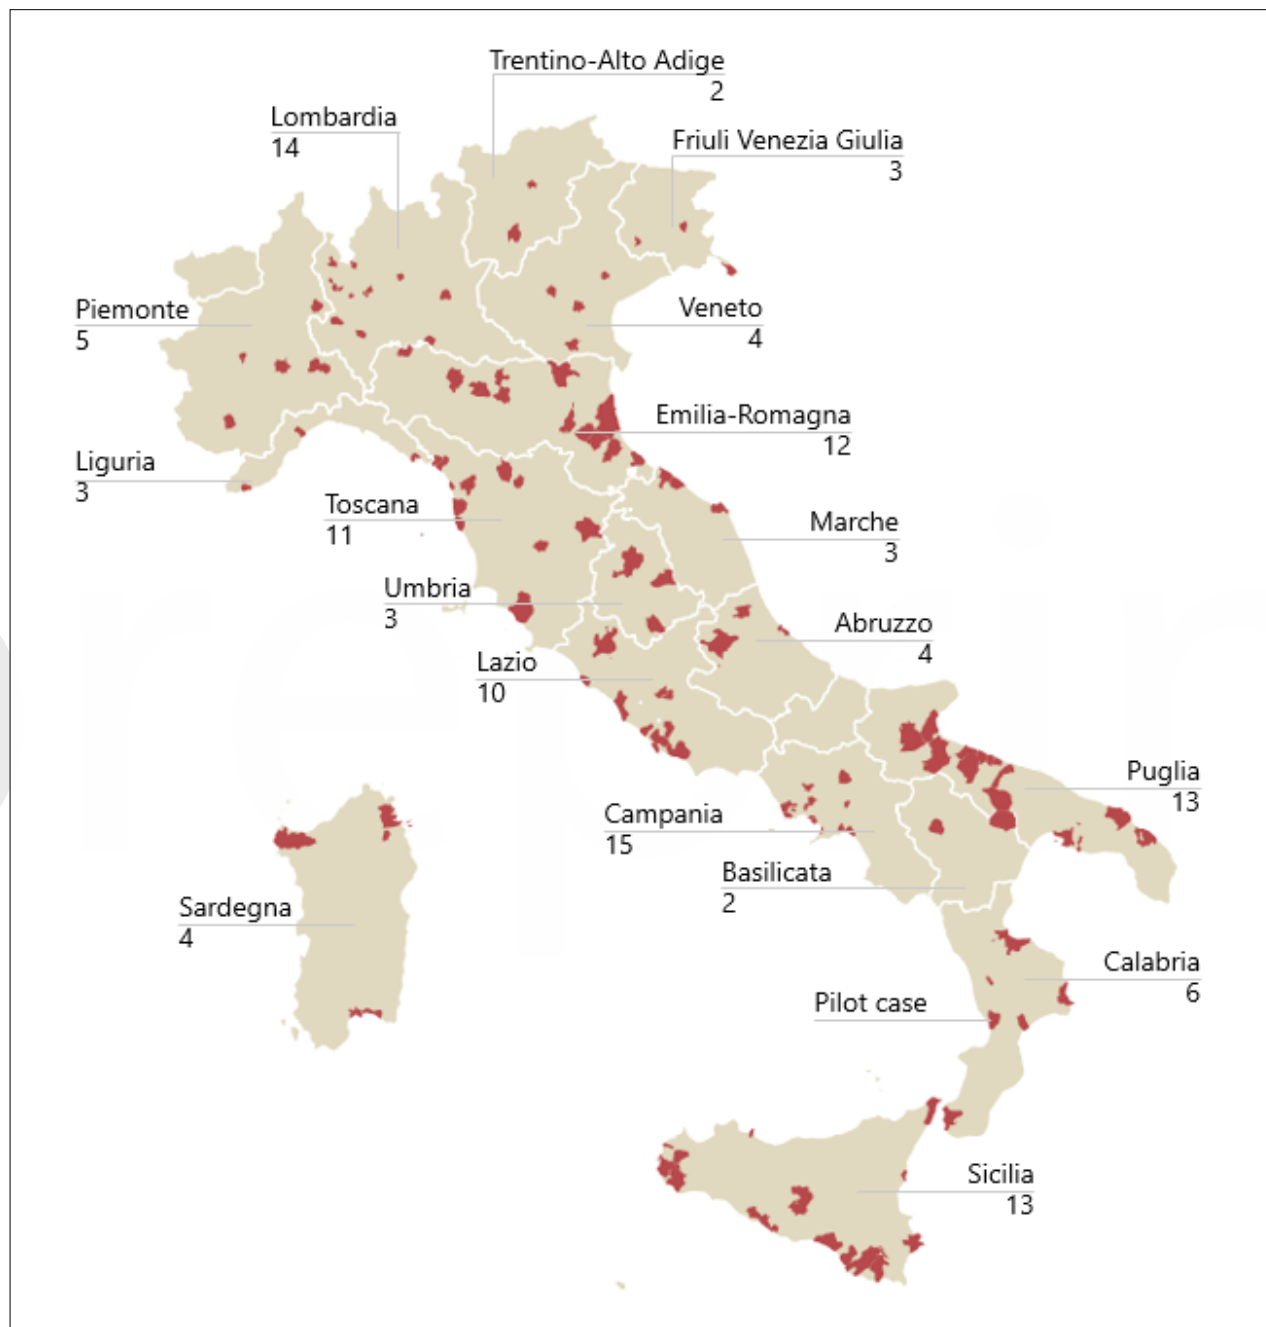 Trentino-Alto Adige
2
Lombardia
14
Friuli Venezia Giulia
3
Piemonte
5
Veneto
4
Emilia-Romagna
12
Liguria
3
Toscana
11
Marche
3
Umbria
3
Abruzzo
4
Lazio
10
Puglia
13
Campania
15
Basilicata
2
Sardegna
4
Calabria
6
Pilot case
Sicilia
13